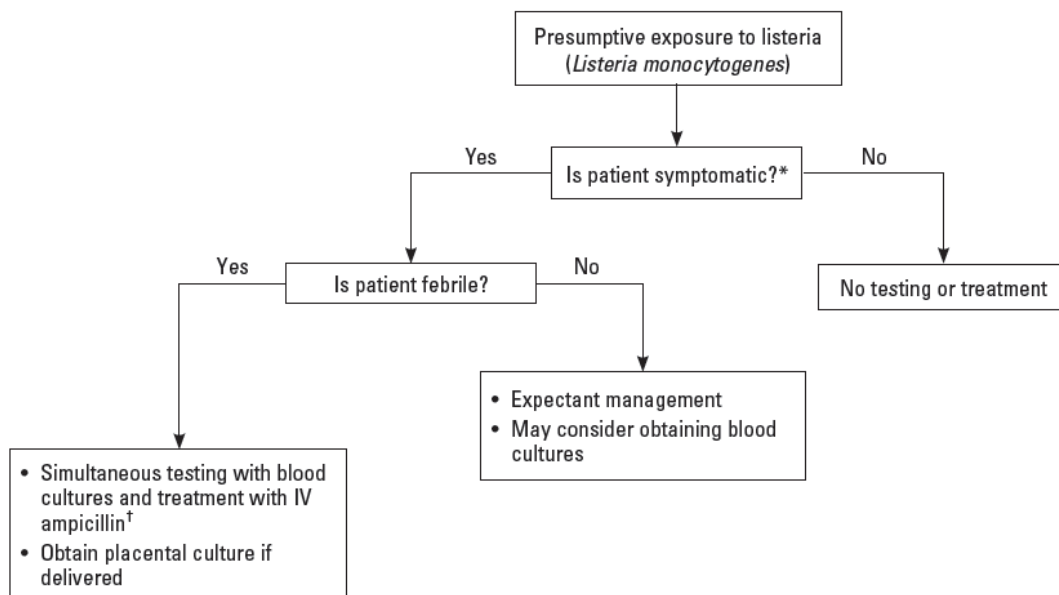 Presumptive exposure to listeria
(Listeria monocytogenes)
Yes
Is patient symptomatic?*
No
Yes
Is patient febrile?
No
No testing or treatment
• Expectant management
• May consider obtaining blood
cultures
• Simultaneous testing with blood
cultures and treatment with IV
ampicillin†
• Obtain placental culture if
delivered